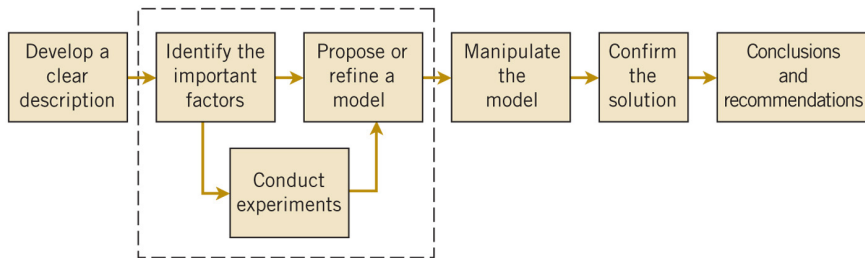 Develop a
clear
description
Identify the
important
factors
Propose or
refine a
model
Manipulate
the
model
Confirm
the
solution
Conclusions
and
recommendations
Conduct
experiments